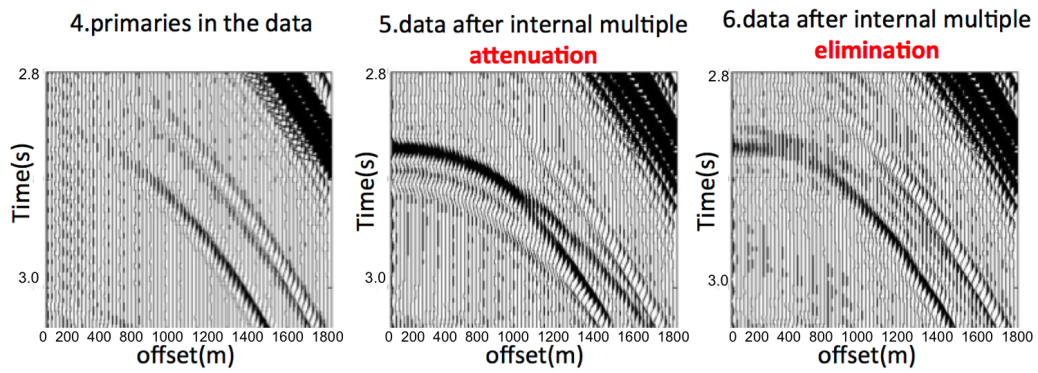 4.primaries in the data
5.data after internal multiple
attenuation
6.data after internal multiple
elimination
2.8
Time(s)
3.0
0 200 400 600 800 1000 1200 1400 1600 1800
offset(m)
2.8
Time(s)
3.0
0 200 400 600 800 1000 1200 1400 1600 1800
offset(m)
2.8
Time(s)
3.0
0 200 400 600 800 1000 1200 1400 1600 1800
offset(m)